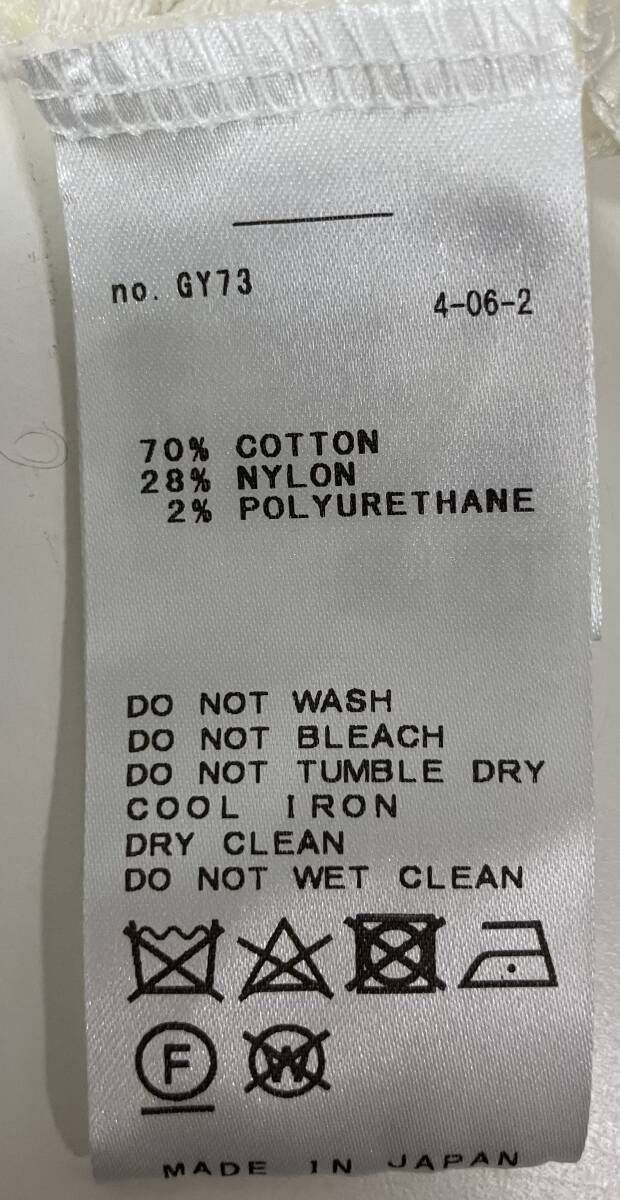 no. GY73
4-06-2
70% COTTON
28% NYLON
2% POLYURETHANE
DO NOT WASH
DO NOT BLEACH
DO NOT TUMBLE DRY
COOL IRON
DRY CLEAN
DO NOT WET CLEAN
F W
MADE IN JAPAN